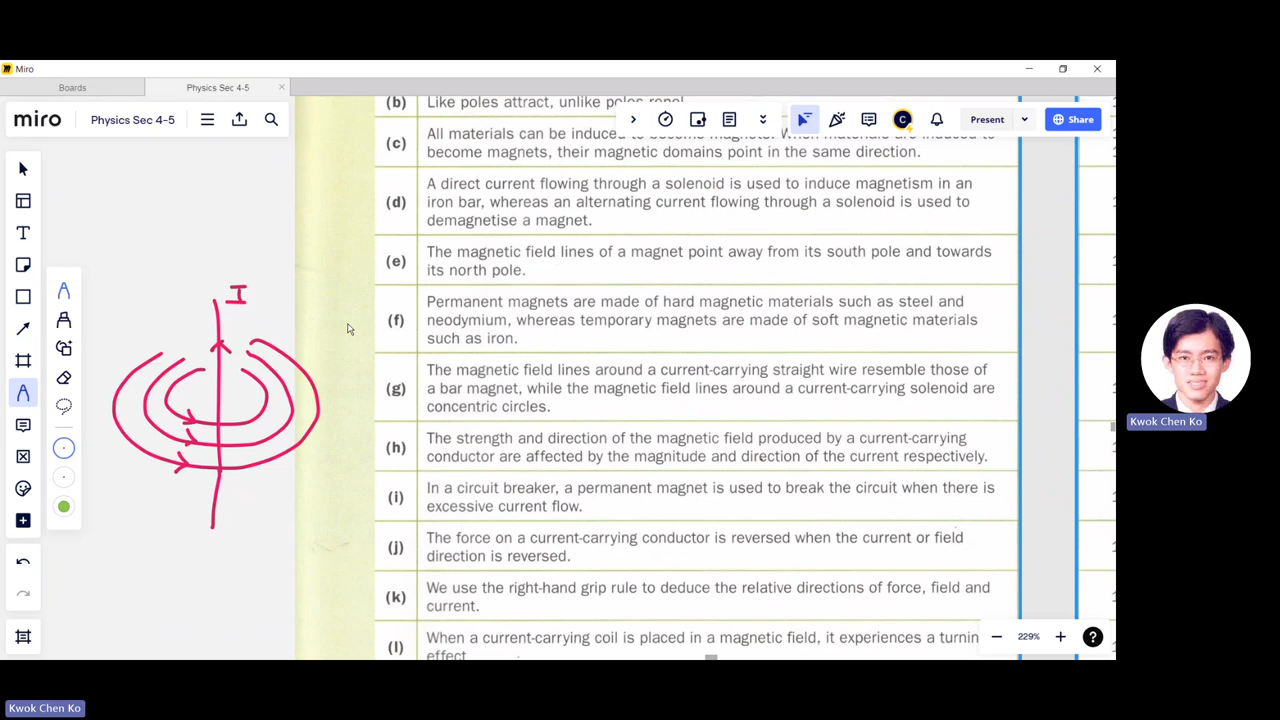 Miro
Boards
Physics Sec 4-5
miro
Physics Sec 4-5
C
Present
Share
(b) Like poles attract, unlike poles repel
(c) All materials can be induced to become magnets. When materials are induced to
become magnets, their magnetic domains point in the same direction.
(d) A direct current flowing through a solenoid is used to induce magnetism in an
iron bar, whereas an alternating current flowing through a solenoid is used to
demagnetise a magnet.
(e) The magnetic field lines of a magnet point away from its south pole and towards
its north pole.
(f) Permanent magnets are made of hard magnetic materials such as steel and
neodymium, whereas temporary magnets are made of soft magnetic materials
such as iron.
(g) The magnetic field lines around a current-carrying straight wire resemble those of
a bar magnet, while the magnetic field lines around a current-carrying solenoid are
concentric circles.
(h) The strength and direction of the magnetic field produced by a current-carrying
conductor are affected by the magnitude and direction of the current respectively.
(i) In a circuit breaker, a permanent magnet is used to break the circuit when there is
excessive current flow.
(j) The force on a current-carrying conductor is reversed when the current or field
direction is reversed.
(k) We use the right-hand grip rule to deduce the relative directions of force, field and
current.
(l) When a current-carrying coil is placed in a magnetic field, it experiences a turnin
effect
I
229%
Kwok Chen Ko
Kwok Chen Ko